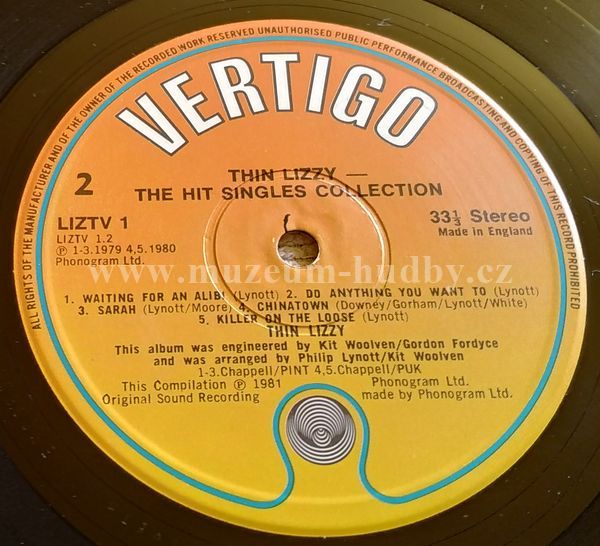 ALL RIGHTS OF THE MANUFACTURER AND OF THE OWNER OF THE RECORDED WORK RESERVED UNAUTHORISED PUBLIC PERFORMANCE BROADCASTING AND COPYING OF THIS RECORD PROHIBITED
VERTIGO
2
THIN LIZZY —
THE HIT SINGLES COLLECTION
LIZTV 1
LIZTV 1.2
℗ 1-3.1979 4,5.1980
Phonogram Ltd.
33⅓ Stereo
Made in England
www.muzeum-hudby.cz
1. WAITING FOR AN ALIBI (Lynott) 2. DO ANYTHING YOU WANT TO (Lynott)
3. SARAH (Lynott/Moore) 4. CHINATOWN (Downey/Gorham/Lynott/White)
5. KILLER ON THE LOOSE (Lynott)
THIN LIZZY
This album was engineered by Kit Woolven/Gordon Fordyce
and was arranged by Philip Lynott/Kit Woolven
1-3.Chappell/PINT 4,5.Chappell/PUK
This Compilation ℗ 1981 Phonogram Ltd.
Original Sound Recording made by Phonogram Ltd.